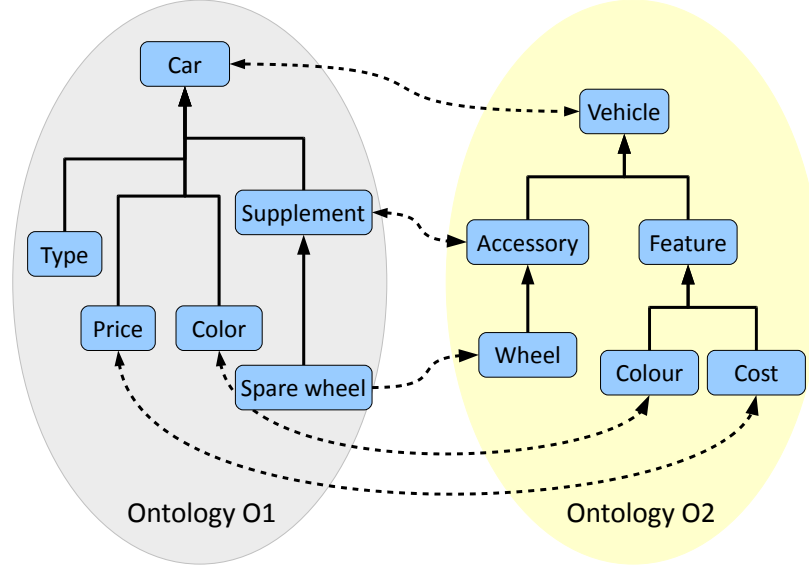 Car
Vehicle
Supplement
Type
Accessory
Feature
Price
Color
Wheel
Spare wheel
Colour
Cost
Ontology O1
Ontology O2